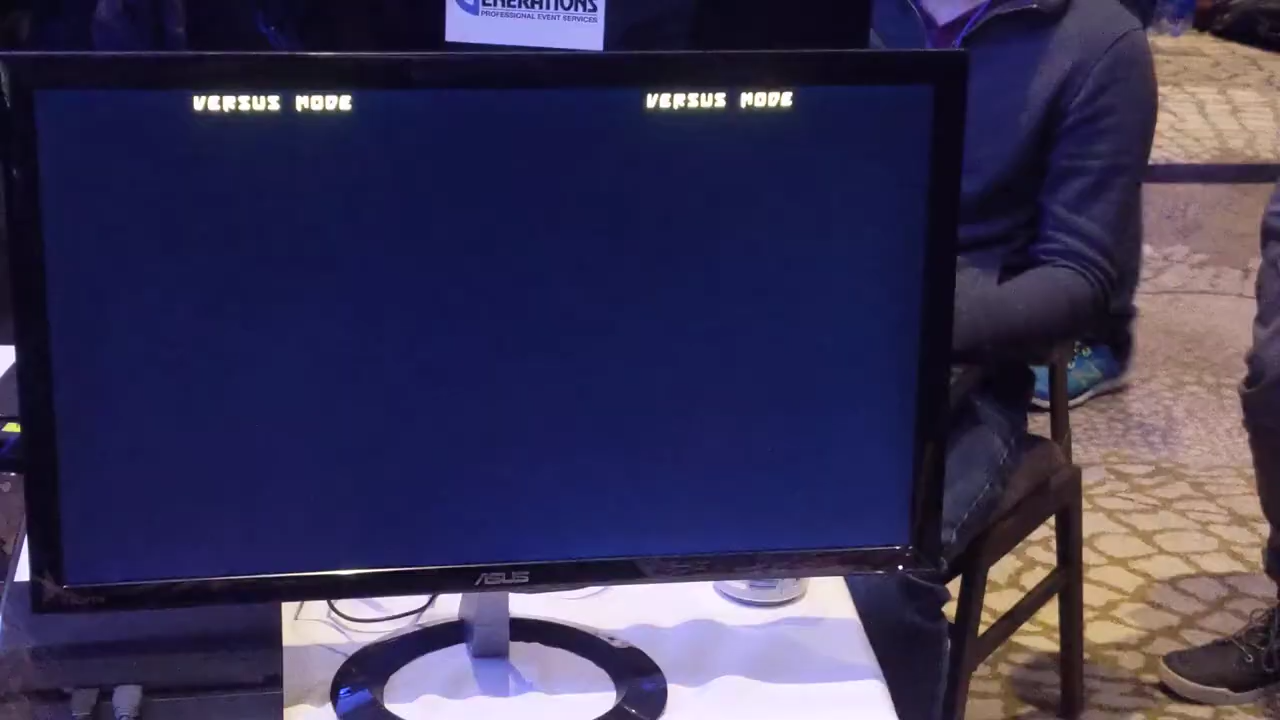 GENERATIONS
PROFESSIONAL EVENT SERVICES
VERSUS MODE VERSUS MODE
ASUS